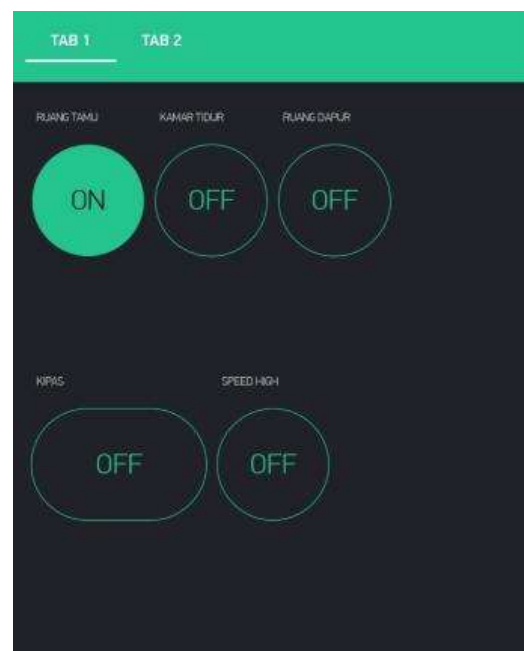 TAB 1 TAB 2
RUANG TAMU KAMAR TIDUR RUANG DAPUR
ON OFF OFF
KIPAS SPEED HIGH
OFF OFF